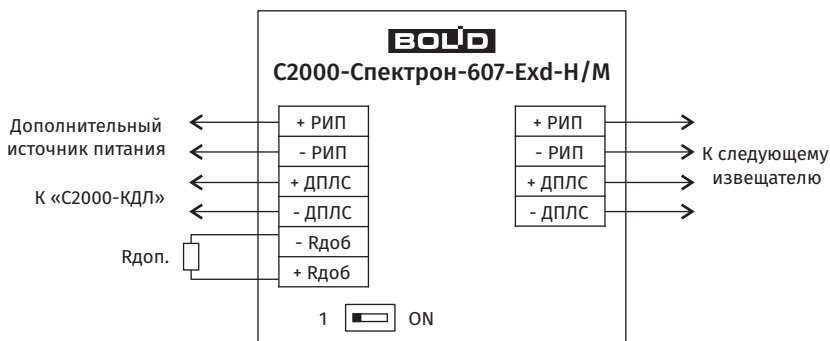 BOLID
С2000-Спектрон-607-Exd-Н/М
Дополнительный
источник питания
К «С2000-КДЛ»
Rдоп.
+ РИП
- РИП
+ ДПЛС
- ДПЛС
- Rдоб
+ Rдоб
+ РИП
- РИП
+ ДПЛС
- ДПЛС
К следующему
извещателю
1 ON